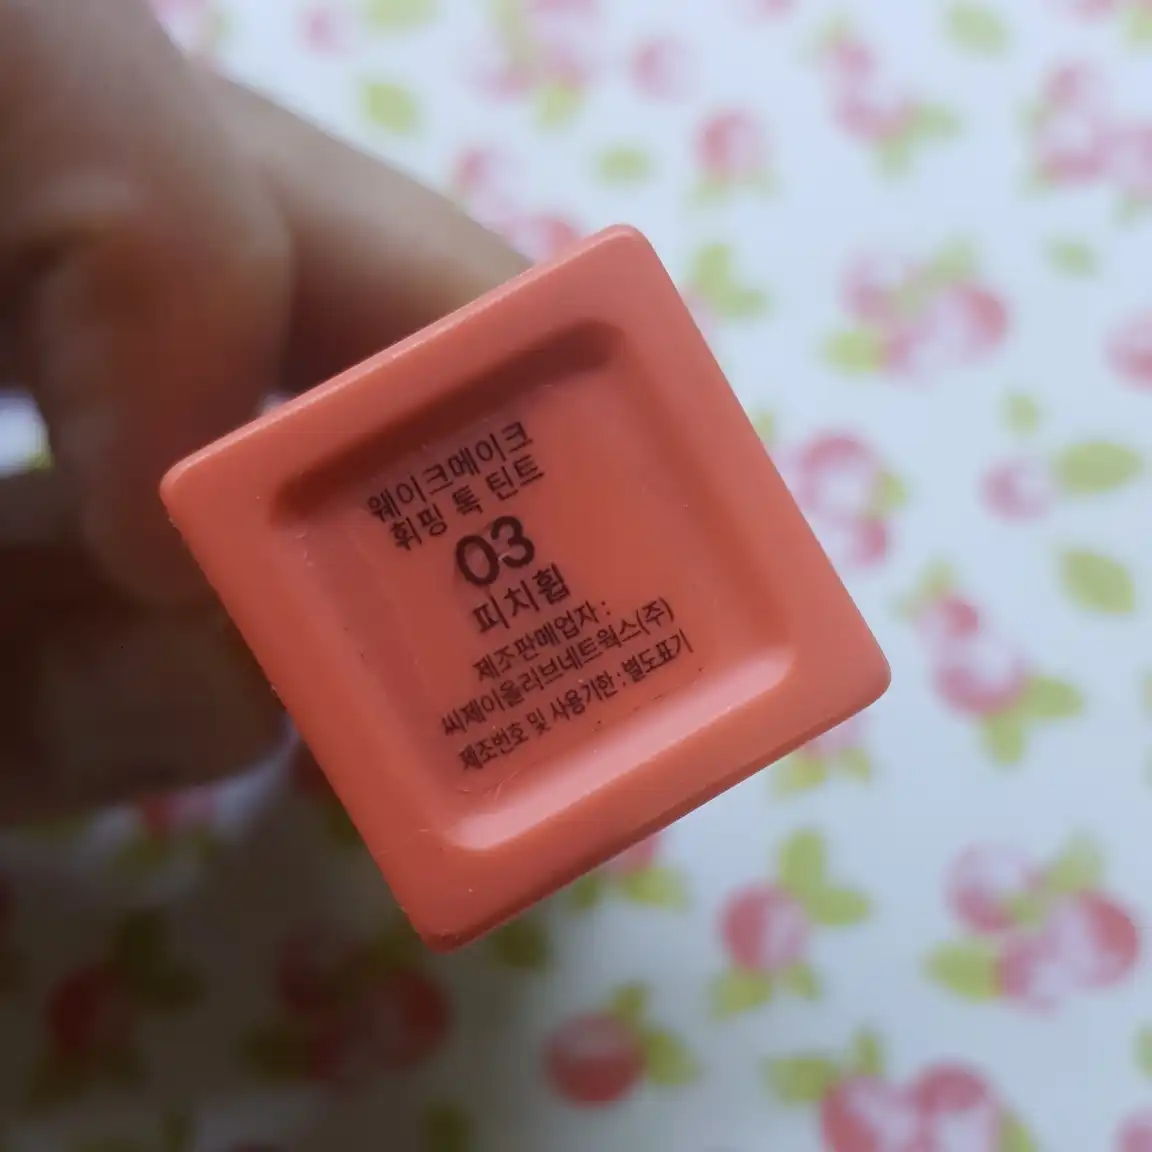 웨이크메이크
휘핑 톡 틴트
03
피치휩
제조판매업자 :
씨제이올리브네트웍스(주)
제조번호 및 사용기한 : 별도표기